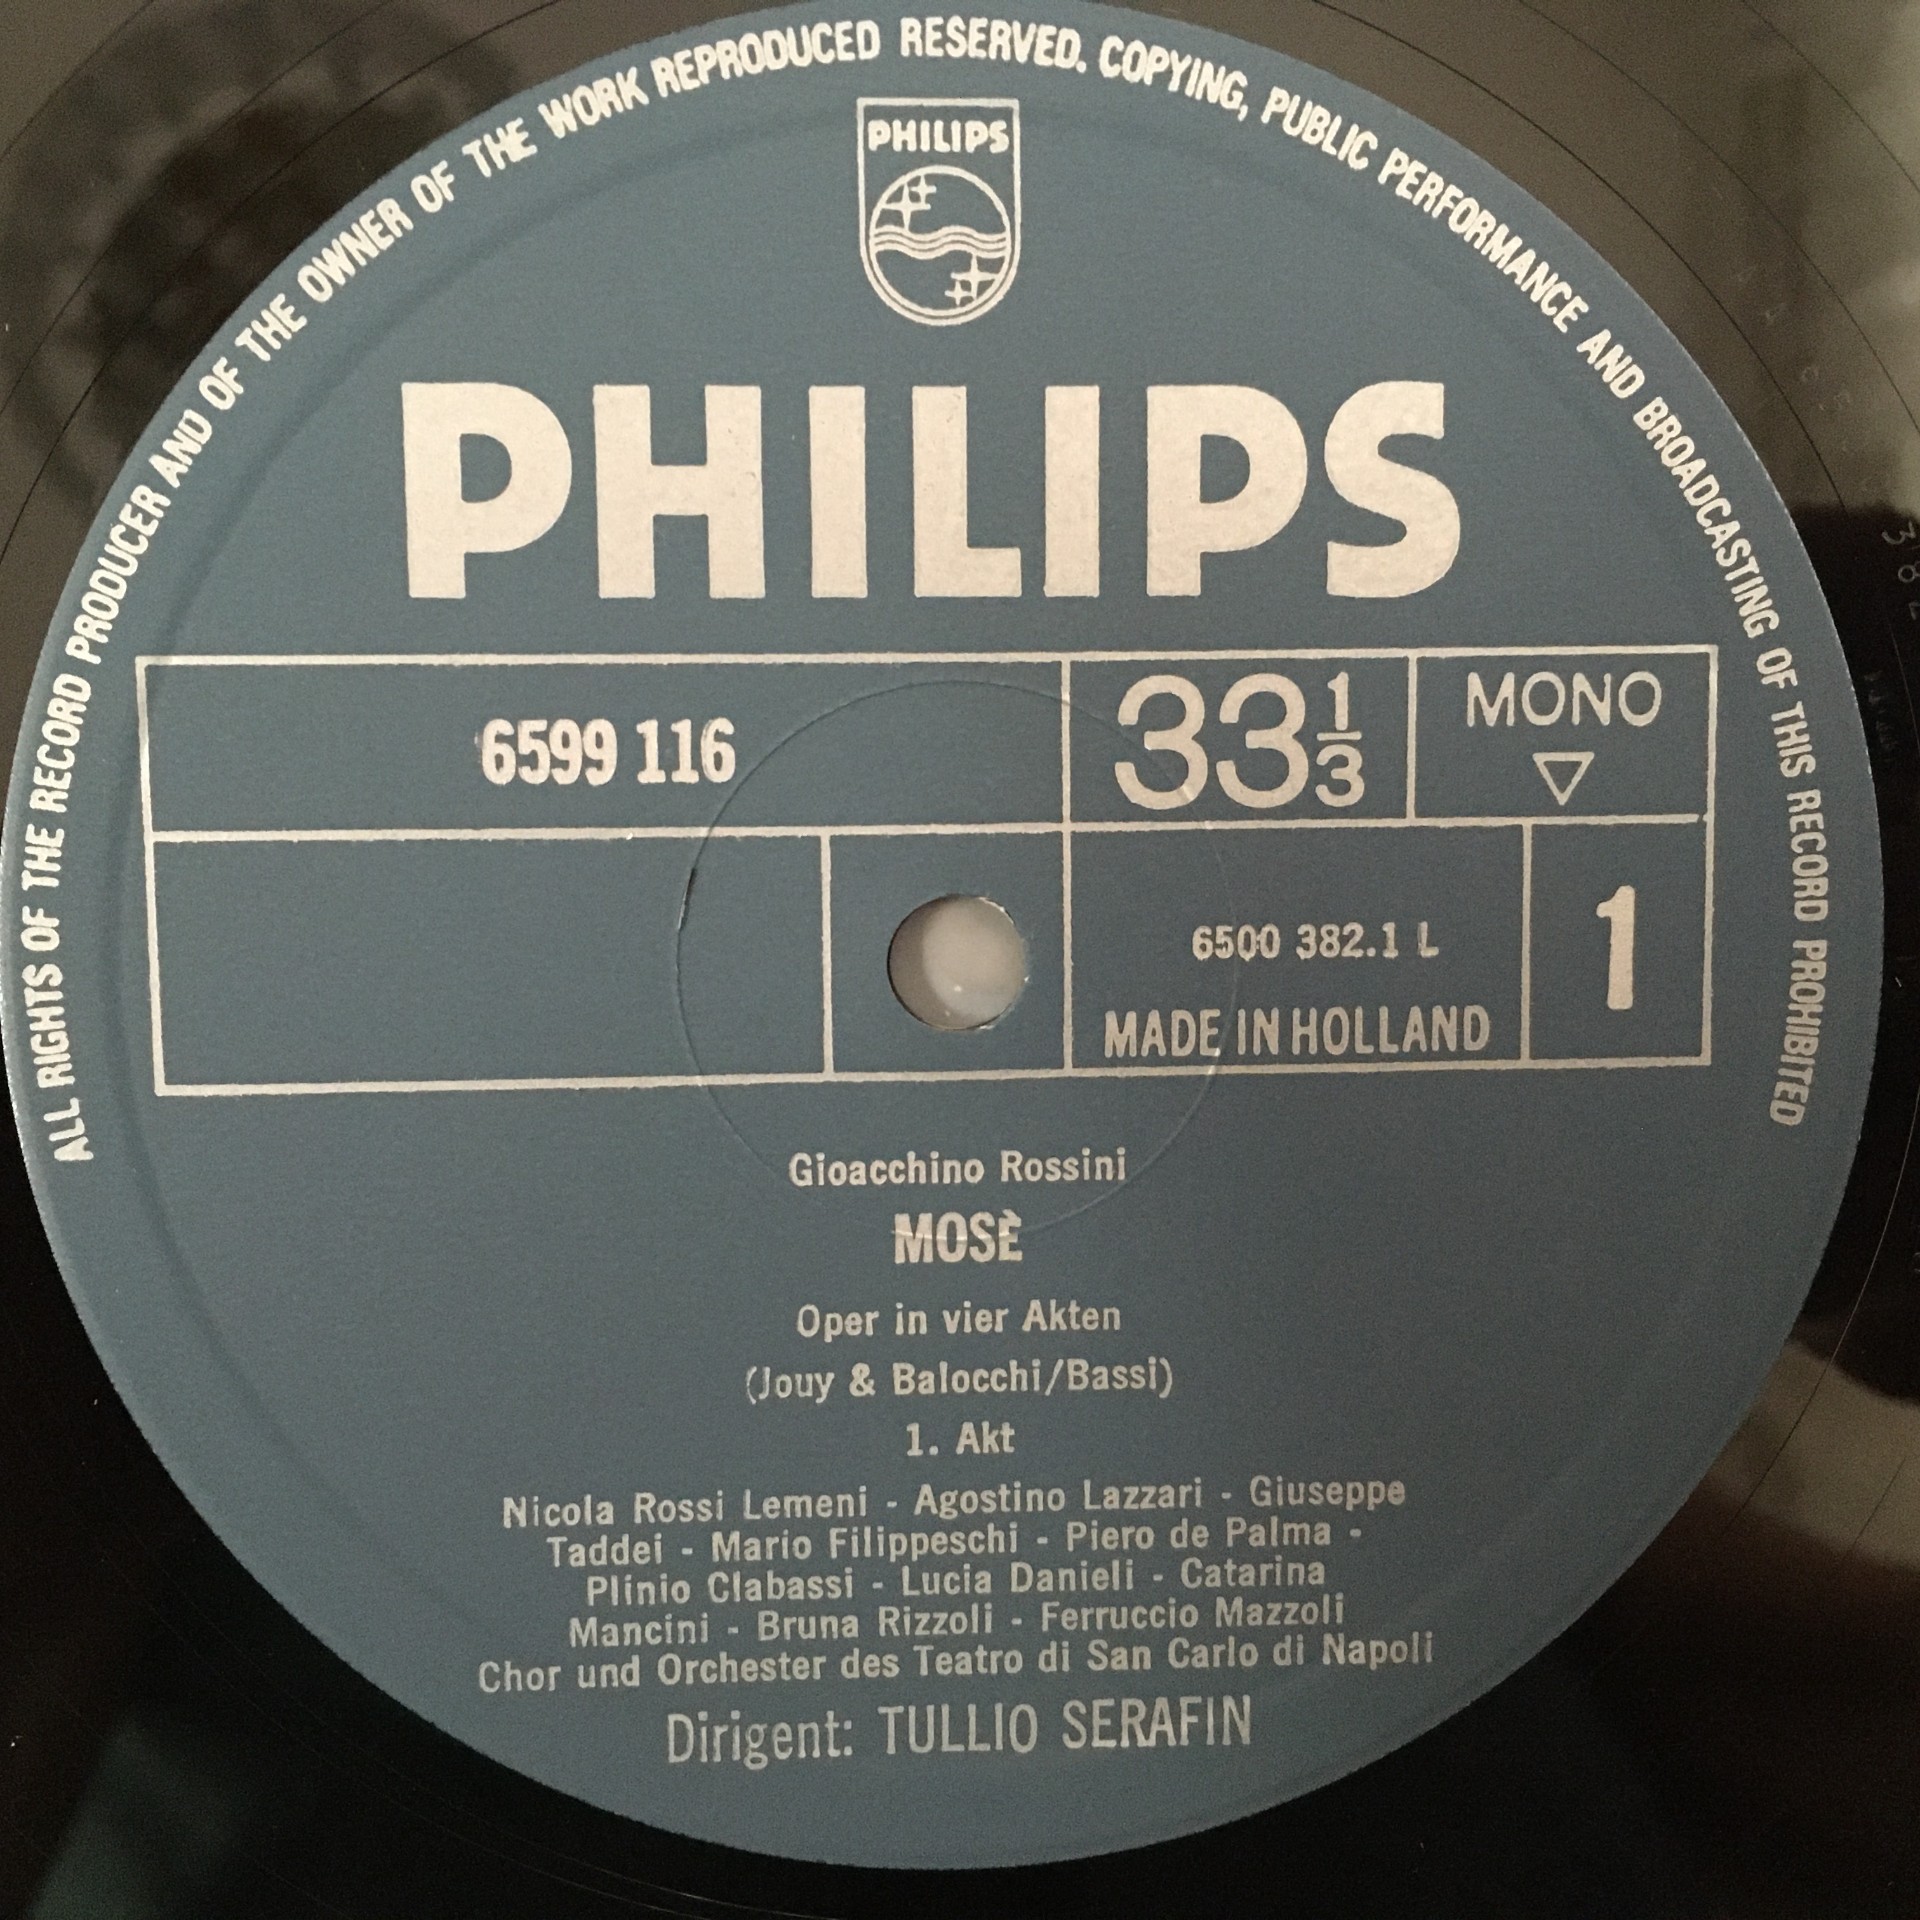 ALL RIGHTS OF THE RECORD PRODUCER AND OF THE OWNER OF THE WORK REPRODUCED RESERVED. COPYING, PUBLIC PERFORMANCE AND BROADCASTING OF THIS RECORD PROHIBITED
PHILIPS
PHILIPS
6599 116
33 1/3
MONO
6500 382.1 L
MADE IN HOLLAND
1
Gioacchino Rossini
MOSÈ
Oper in vier Akten
(Jouy & Balocchi/Bassi)
1. Akt
Nicola Rossi Lemeni - Agostino Lazzari - Giuseppe
Taddei - Mario Filippeschi - Piero de Palma -
Plinio Clabassi - Lucia Danieli - Catarina
Mancini - Bruna Rizzoli - Ferruccio Mazzoli
Chor und Orchester des Teatro di San Carlo di Napoli
Dirigent: TULLIO SERAFIN